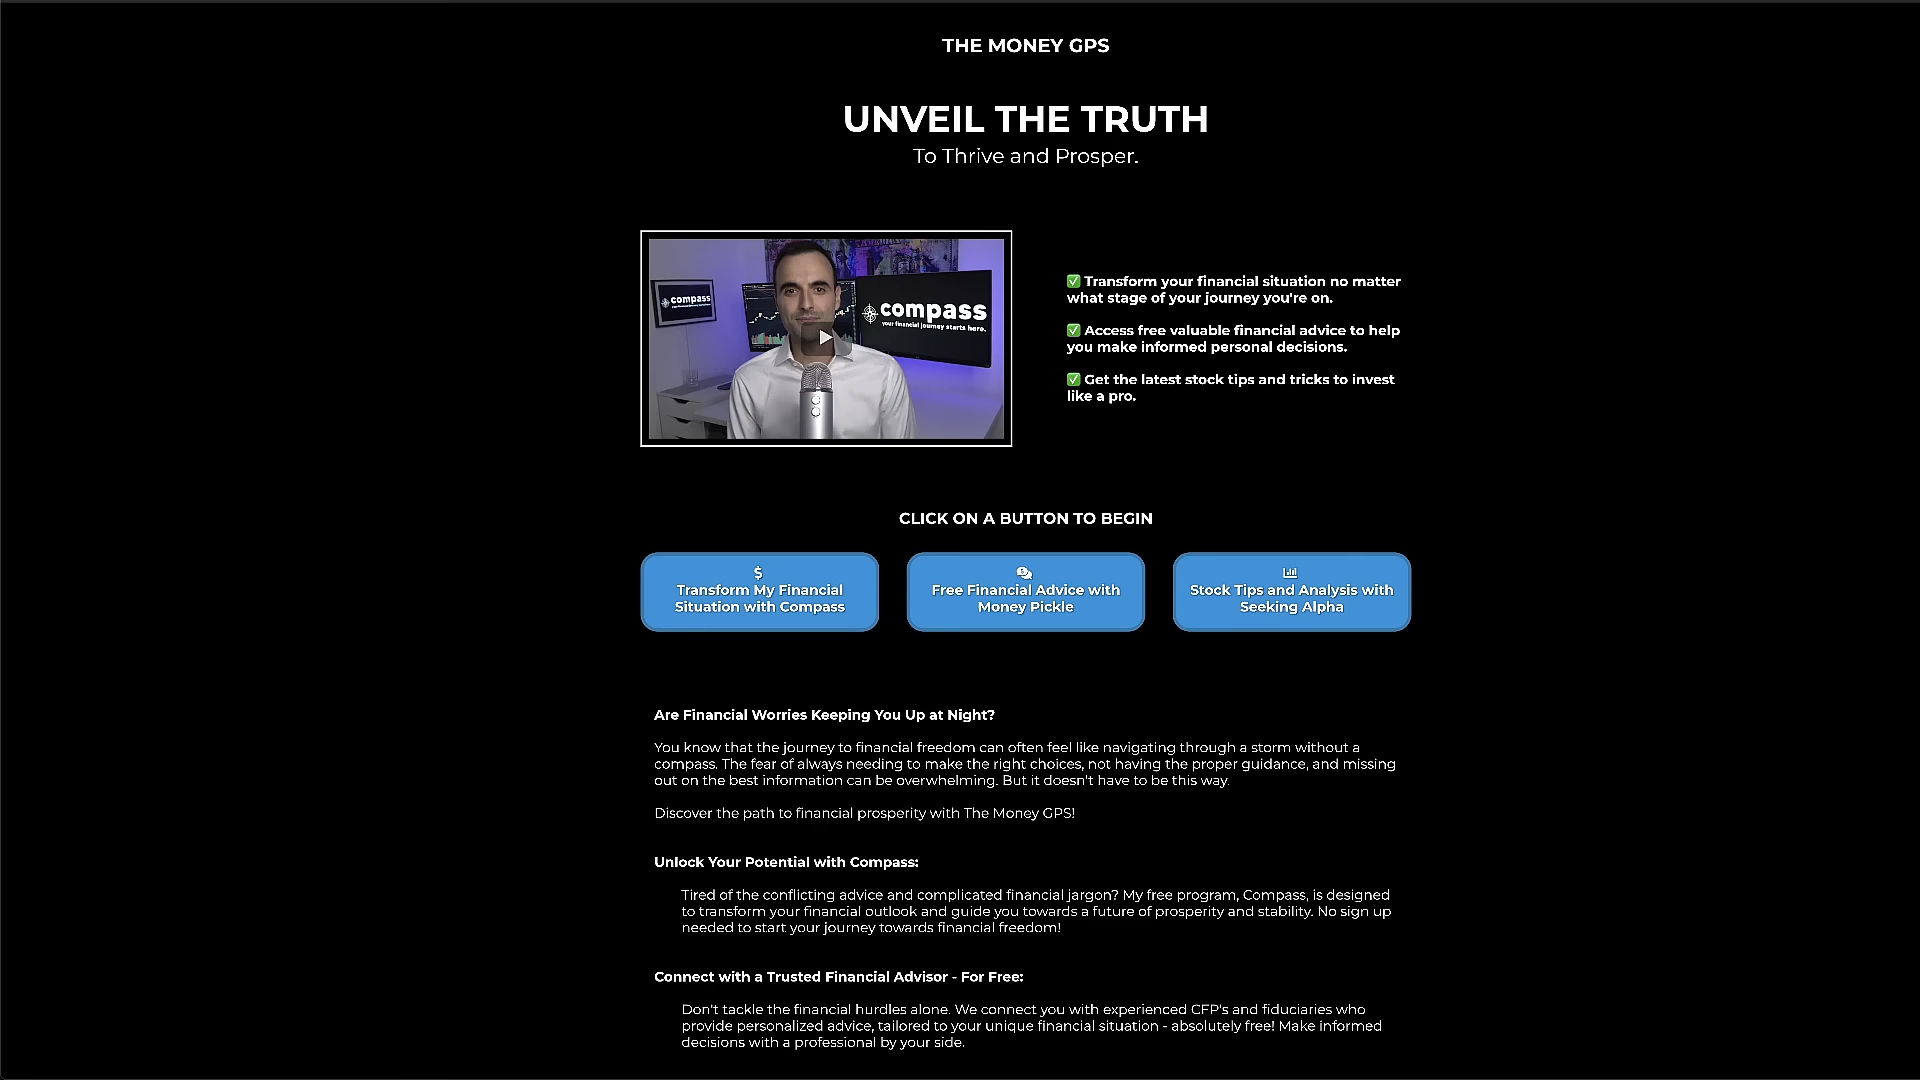 THE MONEY GPS
UNVEIL THE TRUTH
To Thrive and Prosper.
compass
compass
your financial journey starts here.
✅ Transform your financial situation no matter
what stage of your journey you're on.
✅ Access free valuable financial advice to help
you make informed personal decisions.
✅ Get the latest stock tips and tricks to invest
like a pro.
CLICK ON A BUTTON TO BEGIN
Transform My Financial
Situation with Compass
Free Financial Advice with
Money Pickle
Stock Tips and Analysis with
Seeking Alpha
Are Financial Worries Keeping You Up at Night?
You know that the journey to financial freedom can often feel like navigating through a storm without a
compass. The fear of always needing to make the right choices, not having the proper guidance, and missing
out on the best information can be overwhelming. But it doesn't have to be this way.
Discover the path to financial prosperity with The Money GPS!
Unlock Your Potential with Compass:
Tired of the conflicting advice and complicated financial jargon? My free program, Compass, is designed
to transform your financial outlook and guide you towards a future of prosperity and stability. No sign up
needed to start your journey towards financial freedom!
Connect with a Trusted Financial Advisor - For Free:
Don't tackle the financial hurdles alone. We connect you with experienced CFP's and fiduciaries who
provide personalized advice, tailored to your unique financial situation - absolutely free! Make informed
decisions with a professional by your side.